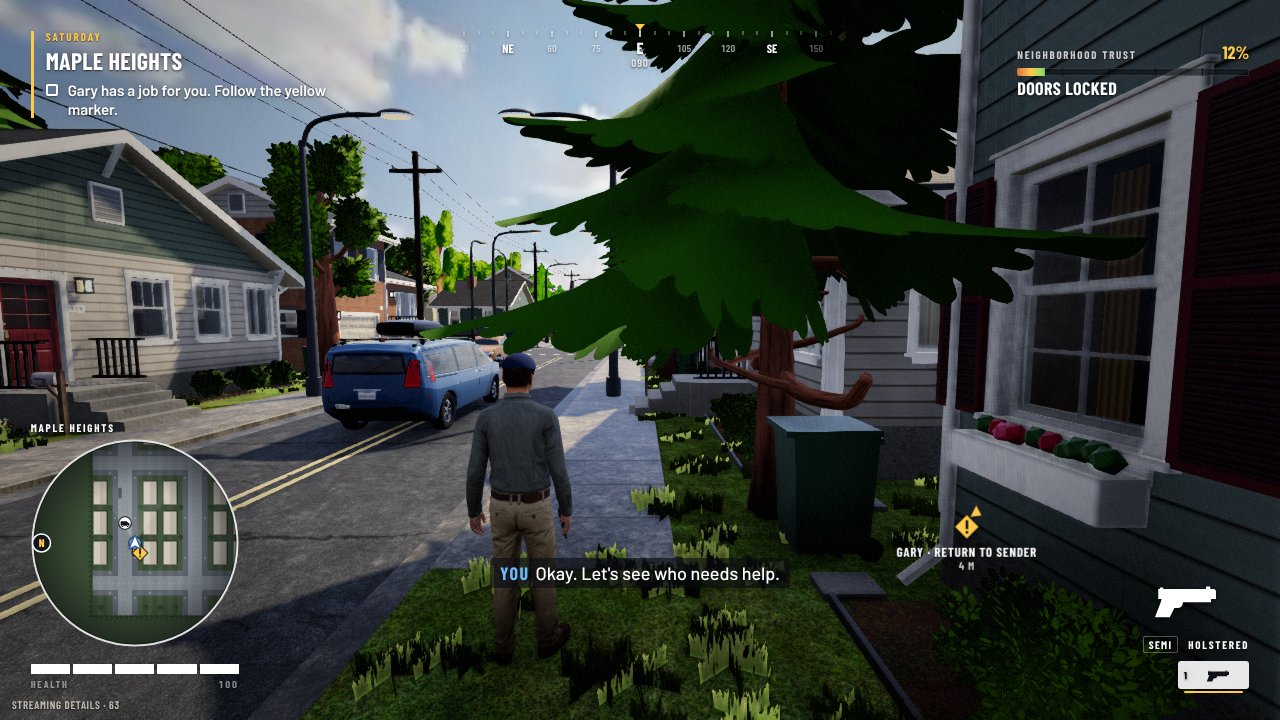 SATURDAY
MAPLE HEIGHTS
Gary has a job for you. Follow the yellow
marker.
30 NE 60 75 E 105 120 SE 150
090
NEIGHBORHOOD TRUST 12%
DOORS LOCKED
MAPLE HEIGHTS
N
GARY · RETURN TO SENDER
4 M
YOU Okay. Let's see who needs help.
SEMI HOLSTERED
1
HEALTH 100
STREAMING DETAILS · 63